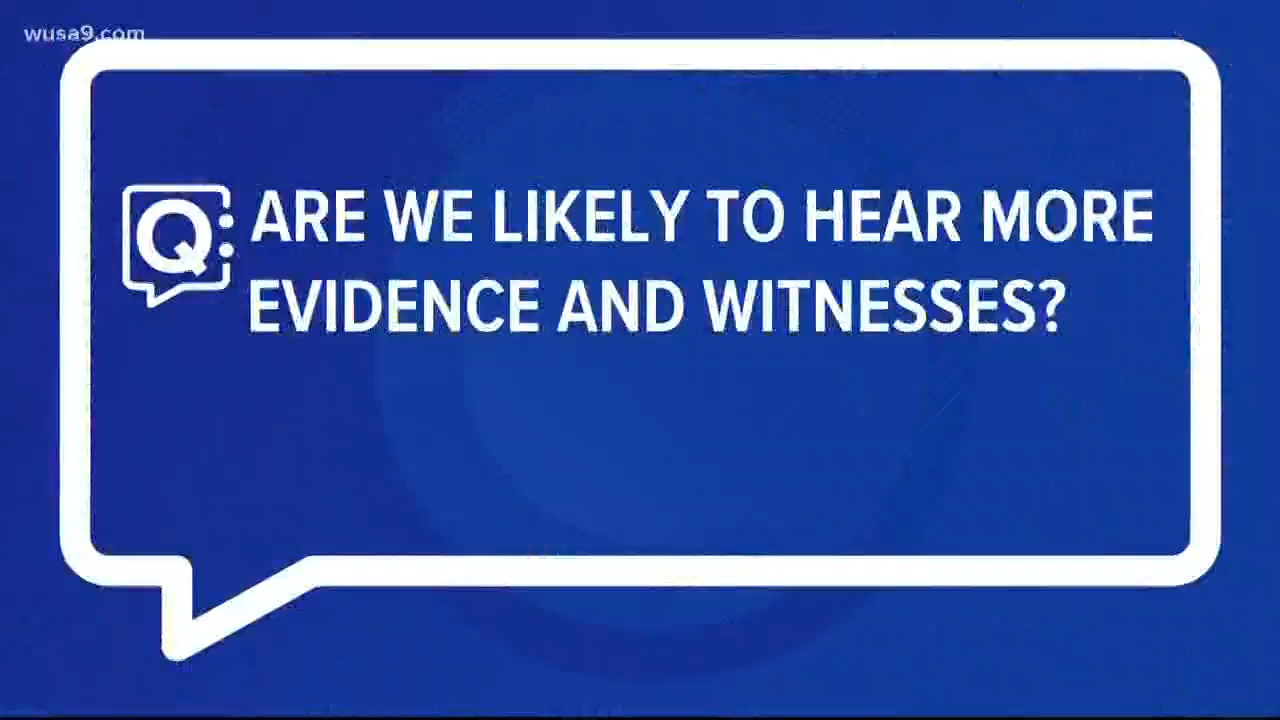 wusa9.com
Q: ARE WE LIKELY TO HEAR MORE
EVIDENCE AND WITNESSES?